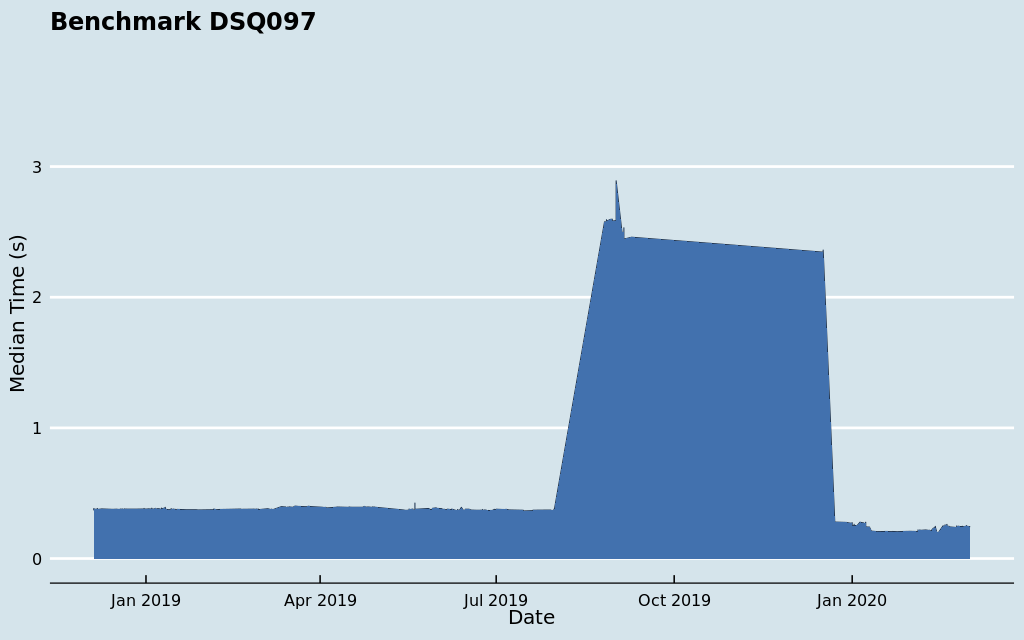 Benchmark DSQ097
Median Time (s)
3
2
1
0
Jan 2019
Apr 2019
Jul 2019
Oct 2019
Jan 2020
Date